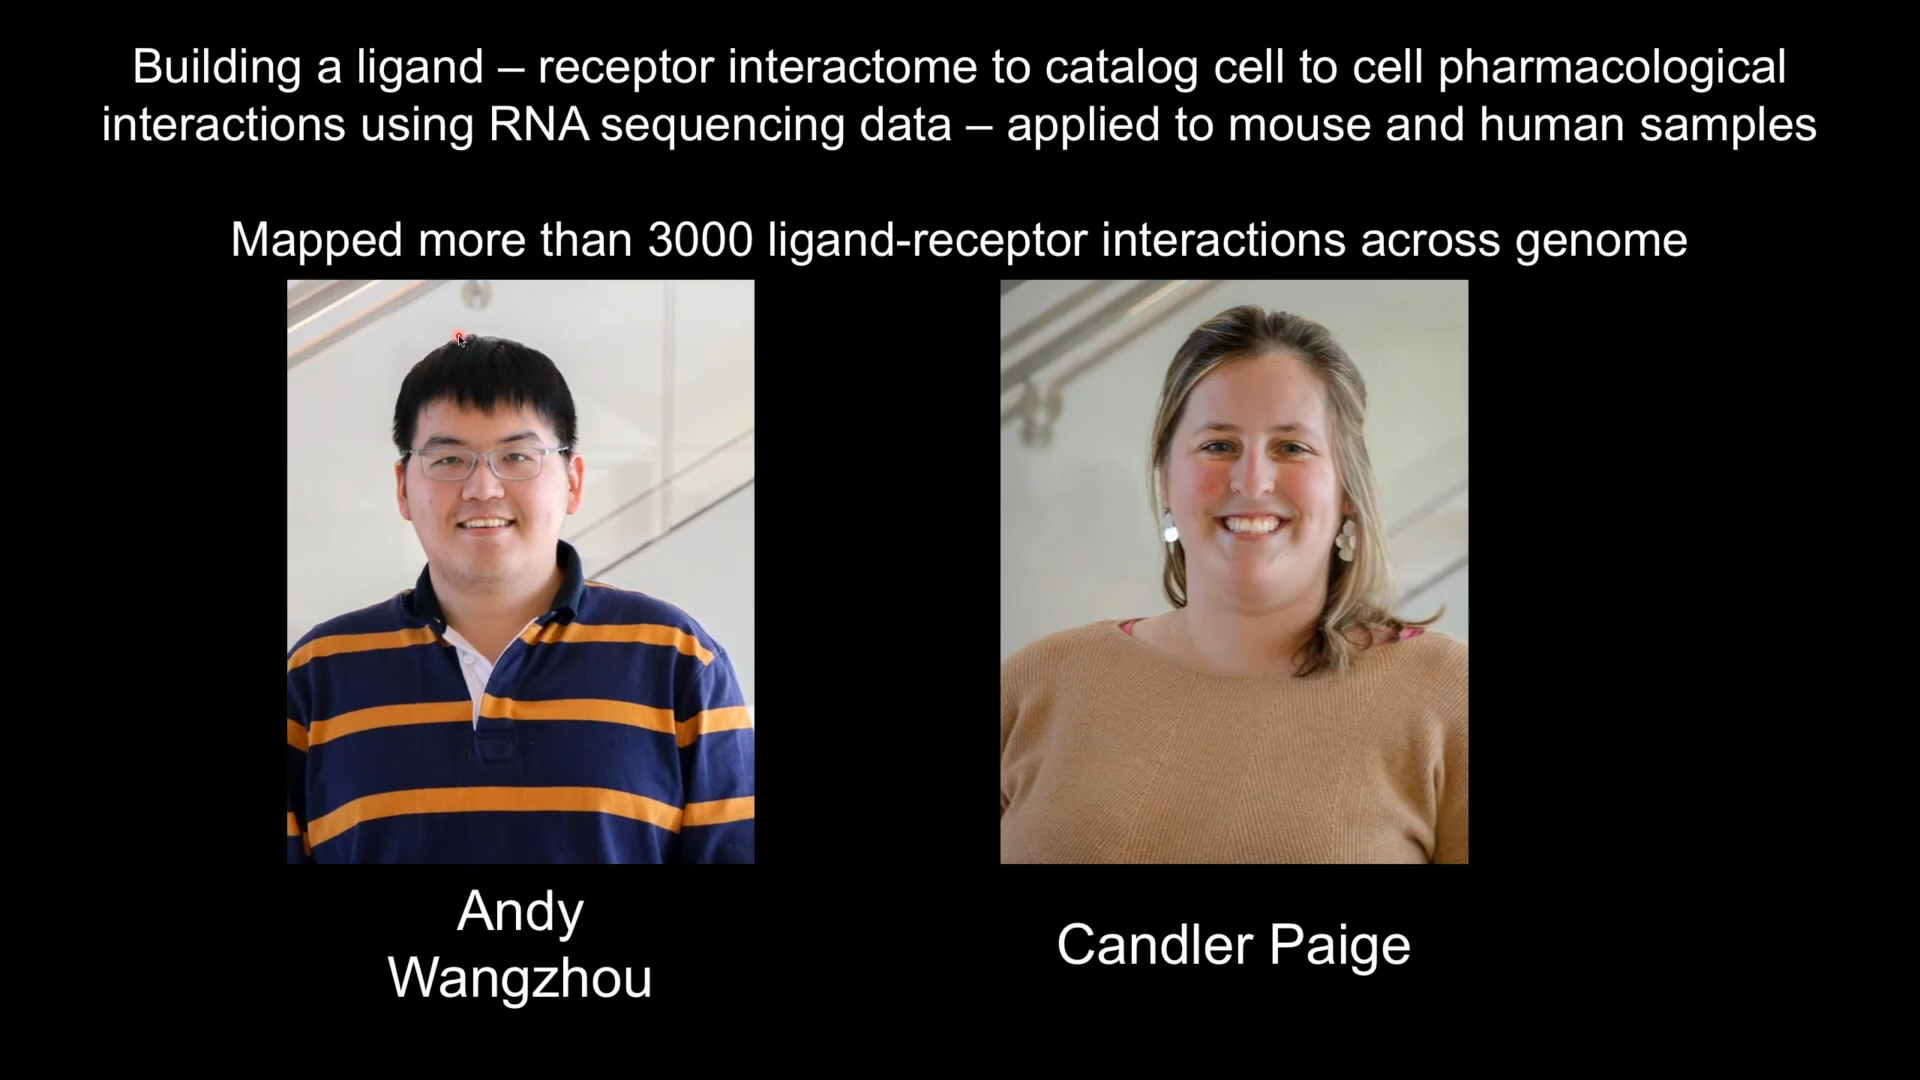 Building a ligand – receptor interactome to catalog cell to cell pharmacological
interactions using RNA sequencing data – applied to mouse and human samples
Mapped more than 3000 ligand-receptor interactions across genome
Andy
Wangzhou
Candler Paige